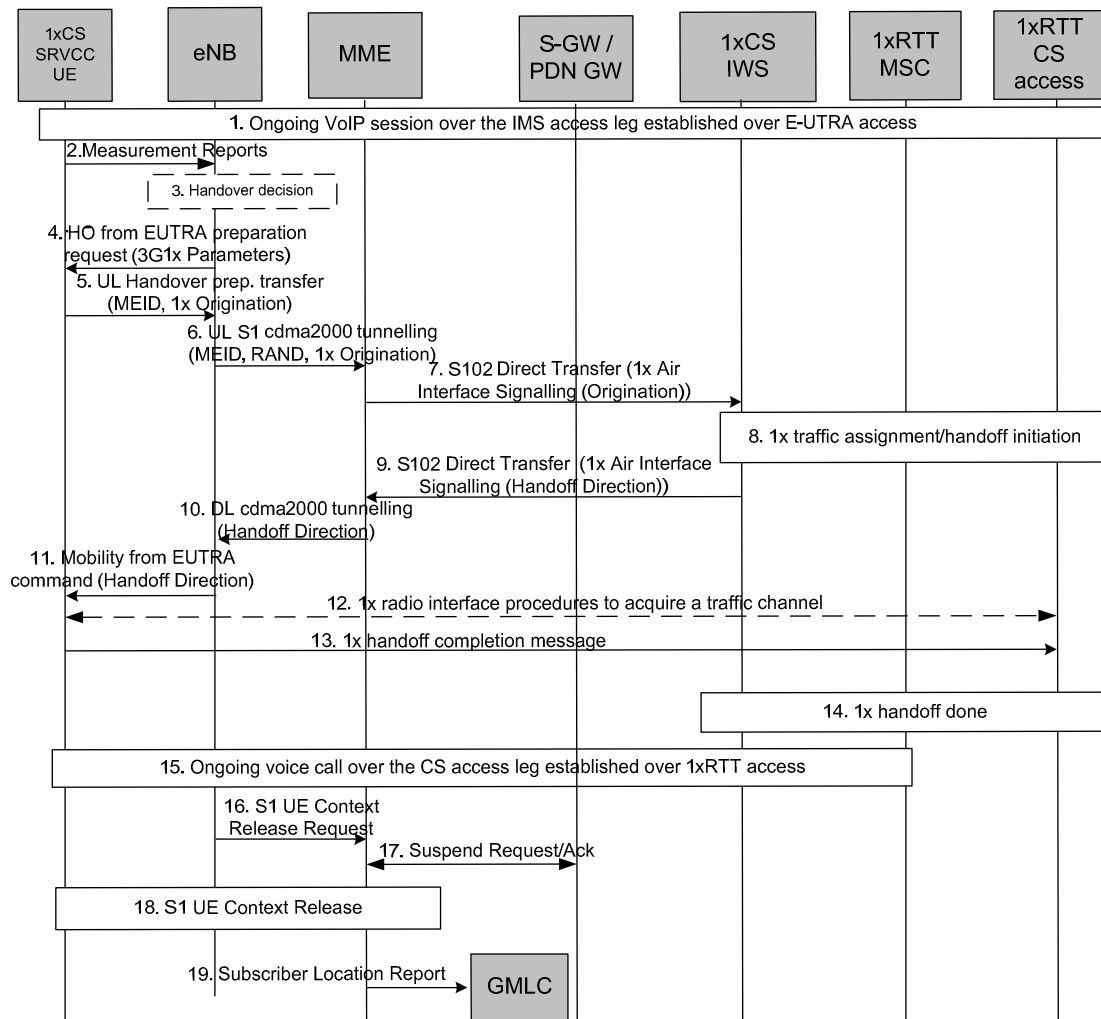 1xCS
SRVCC
UE
eNB
MME
S-GW /
PDN GW
1xCS
IWS
1xRTT
MSC
1xRTT
CS
access
1. Ongoing VoIP session over the IMS access leg established over E-UTRA access
2.Measurement Reports
3. Handover decision
4. HO from EUTRA preparation
request (3G1x Parameters)
5. UL Handover prep. transfer
(MEID, 1x Origination)
6. UL S1 cdma2000 tunnelling
(MEID, RAND, 1x Origination)
7. S102 Direct Transfer (1x Air
Interface Signalling (Origination))
8. 1x traffic assignment/handoff initiation
9. S102 Direct Transfer (1x Air Interface
Signalling (Handoff Direction))
10. DL cdma2000 tunnelling
(Handoff Direction)
11. Mobility from EUTRA
command (Handoff Direction)
12. 1x radio interface procedures to acquire a traffic channel
13. 1x handoff completion message
14. 1x handoff done
15. Ongoing voice call over the CS access leg established over 1xRTT access
16. S1 UE Context
Release Request
17. Suspend Request/Ack
18. S1 UE Context Release
19. Subscriber Location Report
GMLC